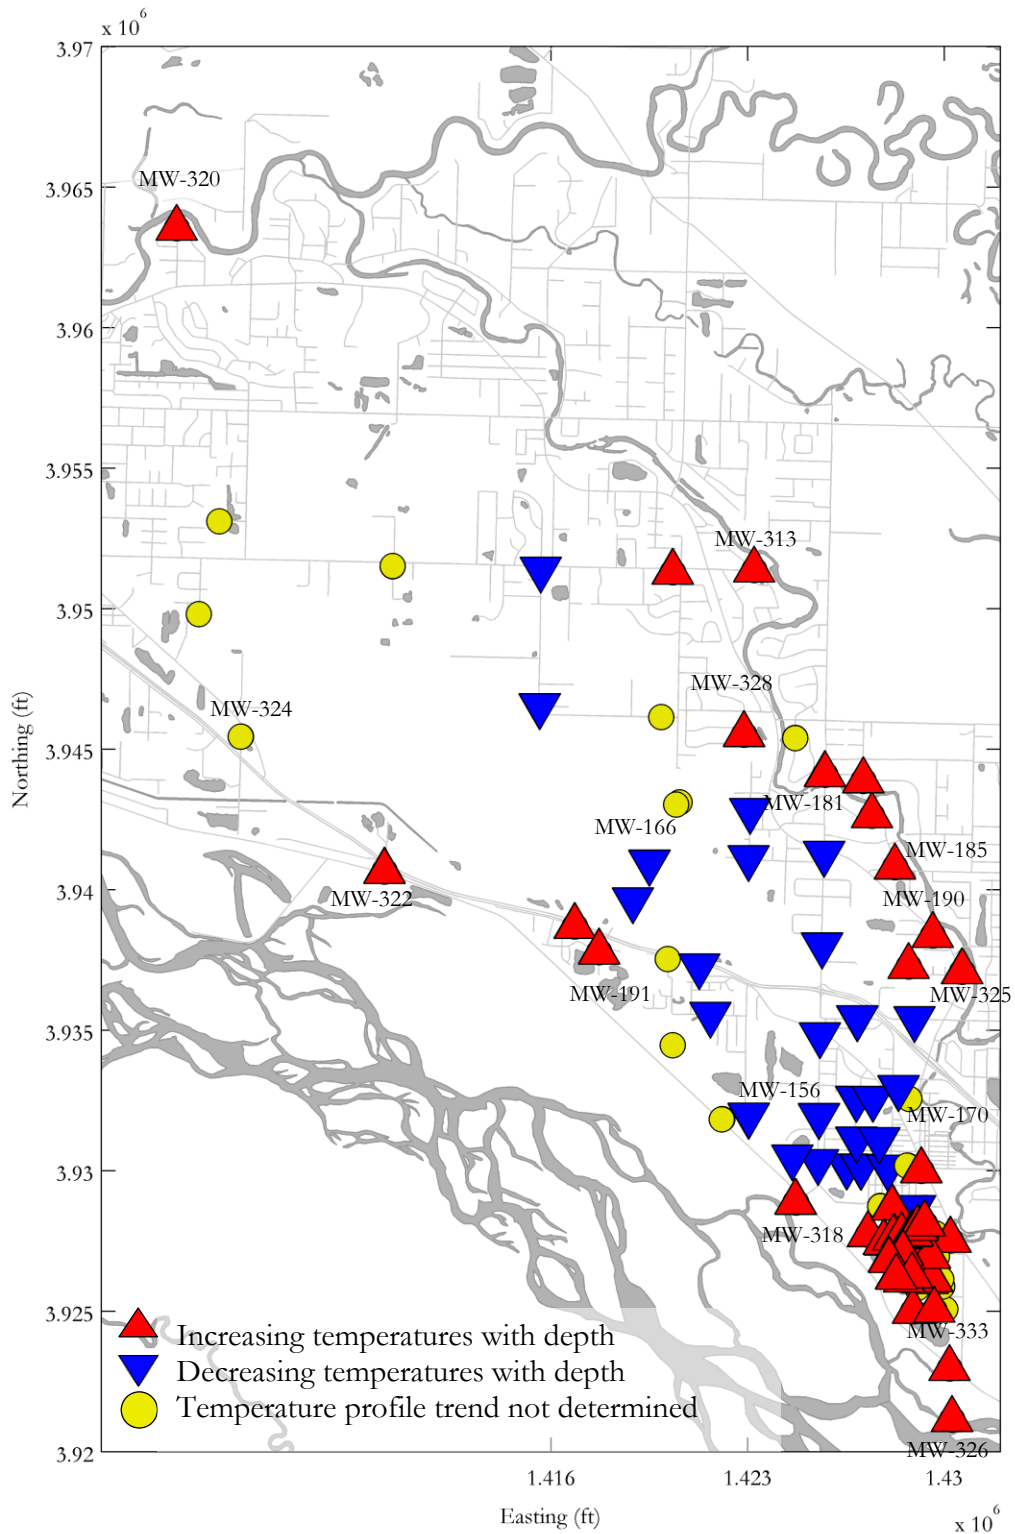 x 10^6
3.97
MW-320
3.965
3.96
3.955
MW-313
3.95
MW-328
MW-324
3.945
MW-181
MW-166
MW-185
3.94
MW-322
MW-190
MW-191
MW-325
3.935
MW-156
MW-170
3.93
MW-318
3.925
MW-333
Increasing temperatures with depth
Decreasing temperatures with depth
Temperature profile trend not determined
MW-326
3.92
Northing (ft)
1.416
1.423
1.43
Easting (ft)
x 10^6